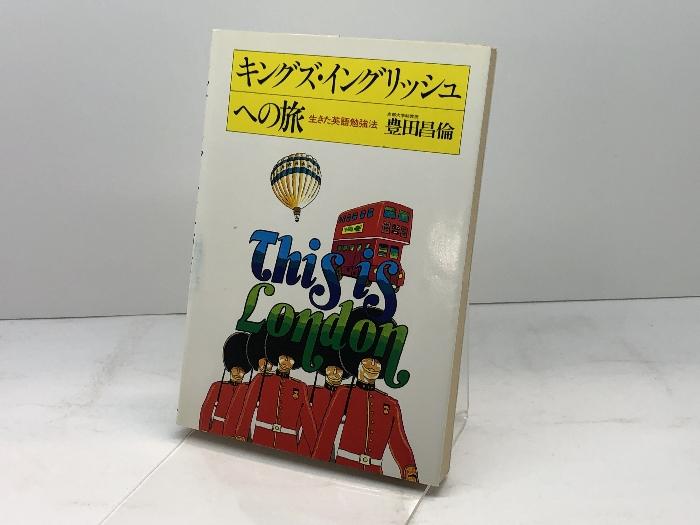 キングズ・イングリッシュ
への旅 生きた英語勉強法 豊田昌倫
This is
London